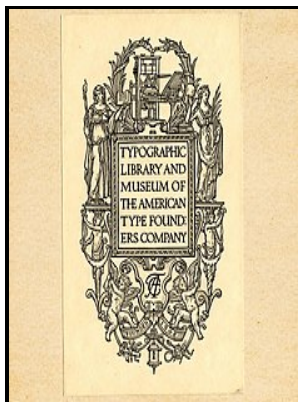 TYPOGRAPHIC
LIBRARY AND
MUSEUM OF
THE AMERICAN
TYPE FOUND:
ERS COMPANY